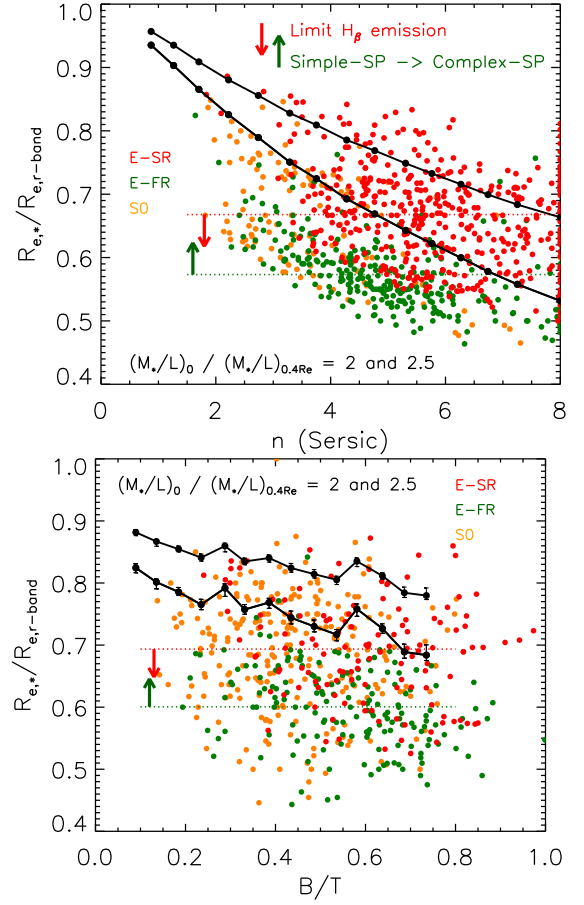 Limit Hβ emission
Simple-SP -> Complex-SP
E-SR
E-FR
S0
(M*/L)0 / (M*/L)0.4Re = 2 and 2.5
1.0
0.9
0.8
0.7
0.6
0.5
0.4
Re,*/Re,r-band
0 2 4 6 8
n (Sersic)
(M*/L)0 / (M*/L)0.4Re = 2 and 2.5
E-SR
E-FR
S0
1.0
0.9
0.8
0.7
0.6
0.5
0.4
Re,*/Re,r-band
0.0 0.2 0.4 0.6 0.8 1.0
B/T